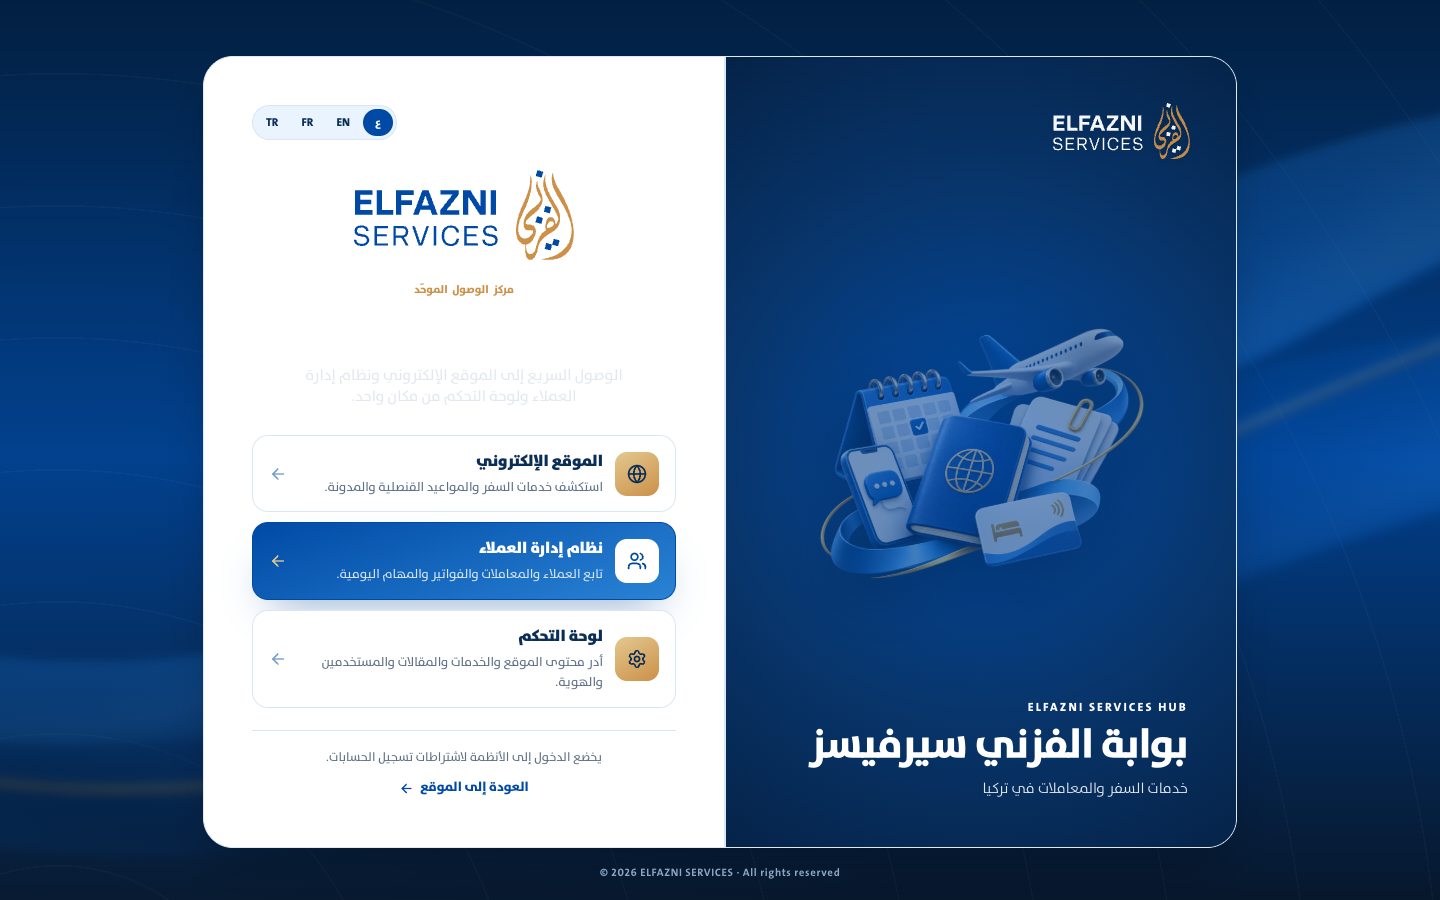 ELFAZNI
SERVICES
الفزني
ELFAZNI SERVICES HUB
بوابة الفزني سيرفيسز
خدمات السفر والمعاملات في تركيا
ع
EN
FR
TR
ELFAZNI
SERVICES
الفزني
مركز الوصول الموحّد
الوصول السريع إلى الموقع الإلكتروني ونظام إدارة
العملاء ولوحة التحكم من مكان واحد.
الموقع الإلكتروني
استكشف خدمات السفر والمواعيد القنصلية والمدونة.
نظام إدارة العملاء
تابع العملاء والمعاملات والفواتير والمهام اليومية.
لوحة التحكم
أدر محتوى الموقع والخدمات والمقالات والمستخدمين
والهوية.
يخضع الدخول إلى الأنظمة لاشتراطات تسجيل الحسابات.
العودة إلى الموقع
© 2026 ELFAZNI SERVICES · All rights reserved